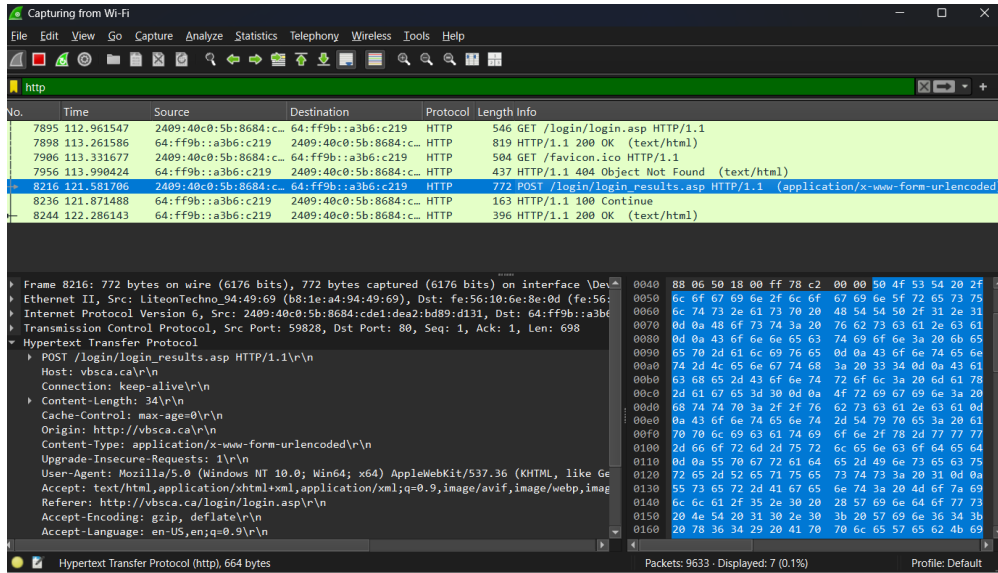 Capturing from Wi-Fi
File Edit View Go Capture Analyze Statistics Telephony Wireless Tools Help
http
No. Time Source Destination Protocol Length Info
7895 112.961547 2409:40c0:5b:8684:c… 64:ff9b::a3b6:c219 HTTP 546 GET /login/login.asp HTTP/1.1
7898 113.261586 64:ff9b::a3b6:c219 2409:40c0:5b:8684:c… HTTP 819 HTTP/1.1 200 OK (text/html)
7906 113.331677 2409:40c0:5b:8684:c… 64:ff9b::a3b6:c219 HTTP 504 GET /favicon.ico HTTP/1.1
7956 113.990424 64:ff9b::a3b6:c219 2409:40c0:5b:8684:c… HTTP 437 HTTP/1.1 404 Object Not Found (text/html)
8216 121.581706 2409:40c0:5b:8684:c… 64:ff9b::a3b6:c219 HTTP 772 POST /login/login_results.asp HTTP/1.1 (application/x-www-form-urlencoded
8236 121.871488 64:ff9b::a3b6:c219 2409:40c0:5b:8684:c… HTTP 163 HTTP/1.1 100 Continue
8244 122.286143 64:ff9b::a3b6:c219 2409:40c0:5b:8684:c… HTTP 396 HTTP/1.1 200 OK (text/html)
Frame 8216: 772 bytes on wire (6176 bits), 772 bytes captured (6176 bits) on interface \Dev
Ethernet II, Src: LiteonTechno_94:49:69 (b8:1e:a4:94:49:69), Dst: fe:56:10:6e:8e:0d (fe:56:
Internet Protocol Version 6, Src: 2409:40c0:5b:8684:cde1:dea2:bd89:d131, Dst: 64:ff9b::a3b6
Transmission Control Protocol, Src Port: 59828, Dst Port: 80, Seq: 1, Ack: 1, Len: 698
Hypertext Transfer Protocol
POST /login/login_results.asp HTTP/1.1\r\n
Host: vbsca.ca\r\n
Connection: keep-alive\r\n
Content-Length: 34\r\n
Cache-Control: max-age=0\r\n
Origin: http://vbsca.ca\r\n
Content-Type: application/x-www-form-urlencoded\r\n
Upgrade-Insecure-Requests: 1\r\n
User-Agent: Mozilla/5.0 (Windows NT 10.0; Win64; x64) AppleWebKit/537.36 (KHTML, like Ge
Accept: text/html,application/xhtml+xml,application/xml;q=0.9,image/avif,image/webp,imag
Referer: http://vbsca.ca/login/login.asp\r\n
Accept-Encoding: gzip, deflate\r\n
Accept-Language: en-US,en;q=0.9\r\n
0040 88 06 50 18 00 ff 78 c2 00 00 50 4f 53 54 20 2f
0050 6c 6f 67 69 6e 2f 6c 6f 67 69 6e 5f 72 65 73 75
0060 6c 74 73 2e 61 73 70 20 48 54 54 50 2f 31 2e 31
0070 0d 0a 48 6f 73 74 3a 20 76 62 73 63 61 2e 63 61
0080 0d 0a 43 6f 6e 6e 65 63 74 69 6f 6e 3a 20 6b 65
0090 65 70 2d 61 6c 69 76 65 0d 0a 43 6f 6e 74 65 6e
00a0 74 2d 4c 65 6e 67 74 68 3a 20 33 34 0d 0a 43 61
00b0 63 68 65 2d 43 6f 6e 74 72 6f 6c 3a 20 6d 61 78
00c0 2d 61 67 65 3d 30 0d 0a 4f 72 69 67 69 6e 3a 20
00d0 68 74 74 70 3a 2f 2f 76 62 73 63 61 2e 63 61 0d
00e0 0a 43 6f 6e 74 65 6e 74 2d 54 79 70 65 3a 20 61
00f0 70 70 6c 69 63 61 74 69 6f 6e 2f 78 2d 77 77 77
0100 2d 66 6f 72 6d 2d 75 72 6c 65 6e 63 6f 64 65 64
0110 0d 0a 55 70 67 72 61 64 65 2d 49 6e 73 65 63 75
0120 72 65 2d 52 65 71 75 65 73 74 73 3a 20 31 0d 0a
0130 55 73 65 72 2d 41 67 65 6e 74 3a 20 4d 6f 7a 69
0140 6c 6c 61 2f 35 2e 30 20 28 57 69 6e 64 6f 77 73
0150 20 4e 54 20 31 30 2e 30 3b 20 57 69 6e 36 34 3b
0160 20 78 36 34 29 20 41 70 70 6c 65 57 65 62 4b 69
Hypertext Transfer Protocol (http), 664 bytes
Packets: 9633 · Displayed: 7 (0.1%)
Profile: Default